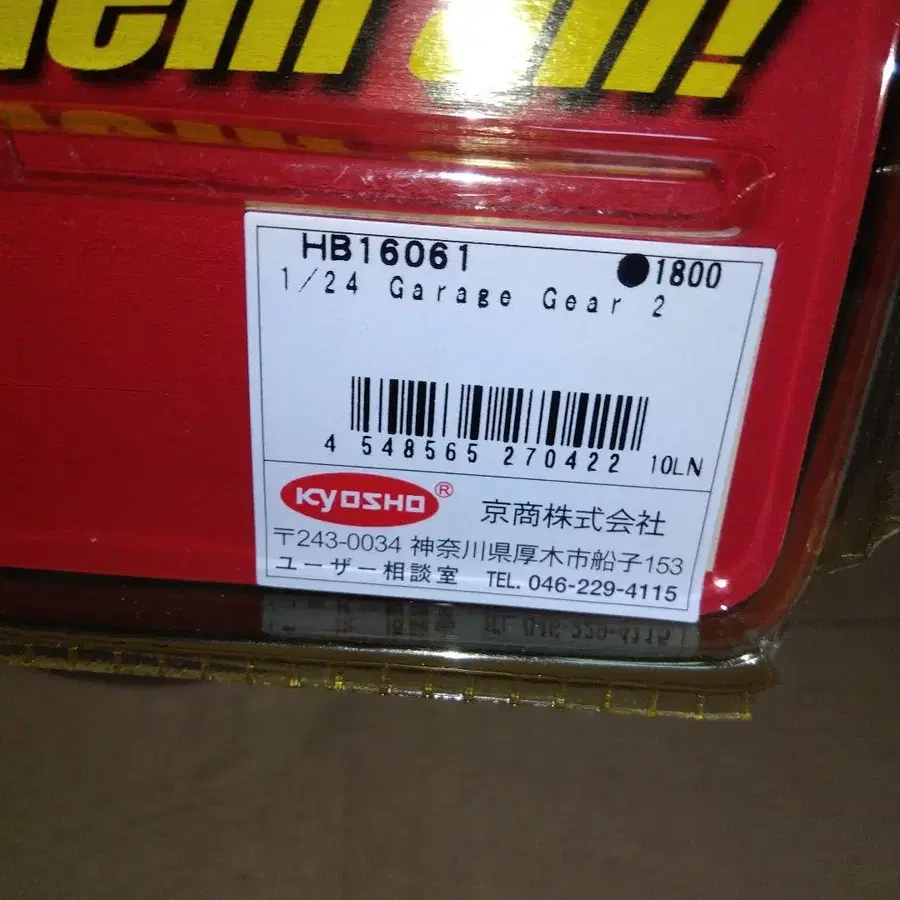 all!
HB16061 ●1800
1/24 Garage Gear 2
4 548565 270422 10LN
KYOSHO® 京商株式会社
〒243-0034 神奈川県厚木市船子153
ユーザー相談室 TEL. 046-229-4115